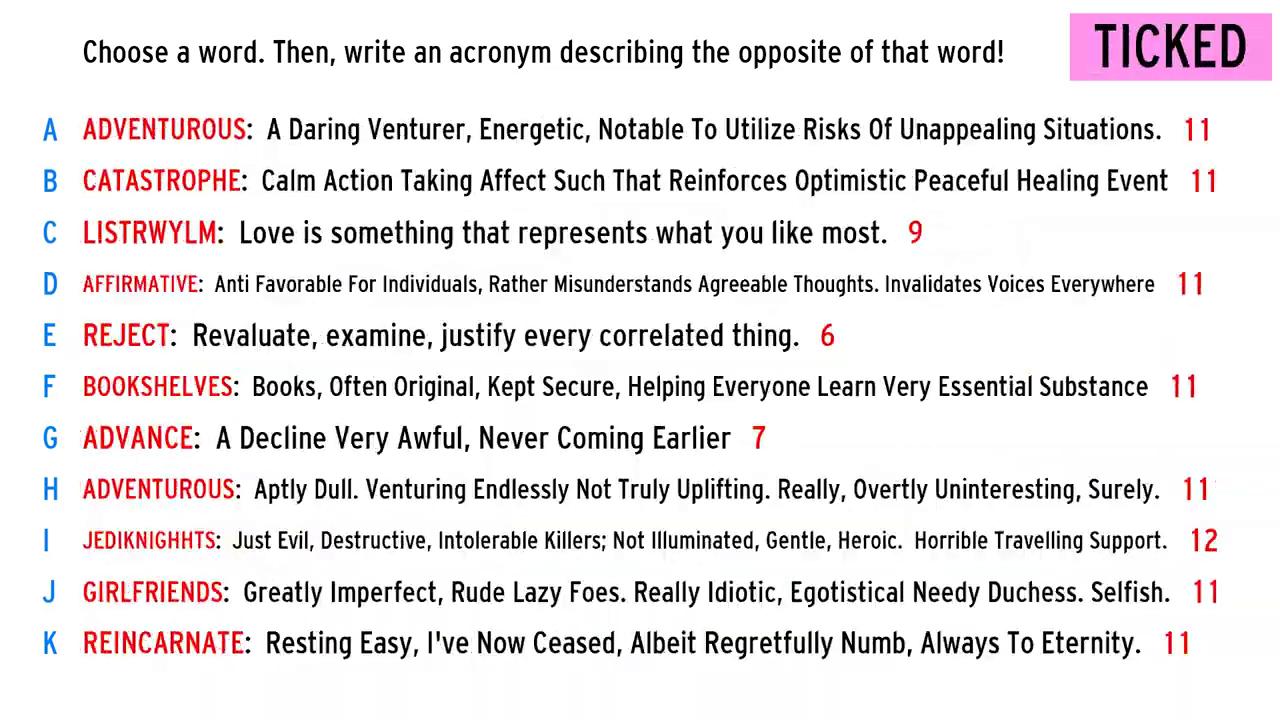 Choose a word. Then, write an acronym describing the opposite of that word!
TICKED
A ADVENTUROUS: A Daring Venturer, Energetic, Notable To Utilize Risks Of Unappealing Situations. 11
B CATASTROPHE: Calm Action Taking Affect Such That Reinforces Optimistic Peaceful Healing Event 11
C LISTRWYLM: Love is something that represents what you like most. 9
D AFFIRMATIVE: Anti Favorable For Individuals, Rather Misunderstands Agreeable Thoughts. Invalidates Voices Everywhere 11
E REJECT: Revaluate, examine, justify every correlated thing. 6
F BOOKSHELVES: Books, Often Original, Kept Secure, Helping Everyone Learn Very Essential Substance 11
G ADVANCE: A Decline Very Awful, Never Coming Earlier 7
H ADVENTUROUS: Aptly Dull. Venturing Endlessly Not Truly Uplifting. Really, Overtly Uninteresting, Surely. 11
I JEDIKNIGHHTS: Just Evil, Destructive, Intolerable Killers; Not Illuminated, Gentle, Heroic. Horrible Travelling Support. 12
J GIRLFRIENDS: Greatly Imperfect, Rude Lazy Foes. Really Idiotic, Egotistical Needy Duchess. Selfish. 11
K REINCARNATE: Resting Easy, I've Now Ceased, Albeit Regretfully Numb, Always To Eternity. 11